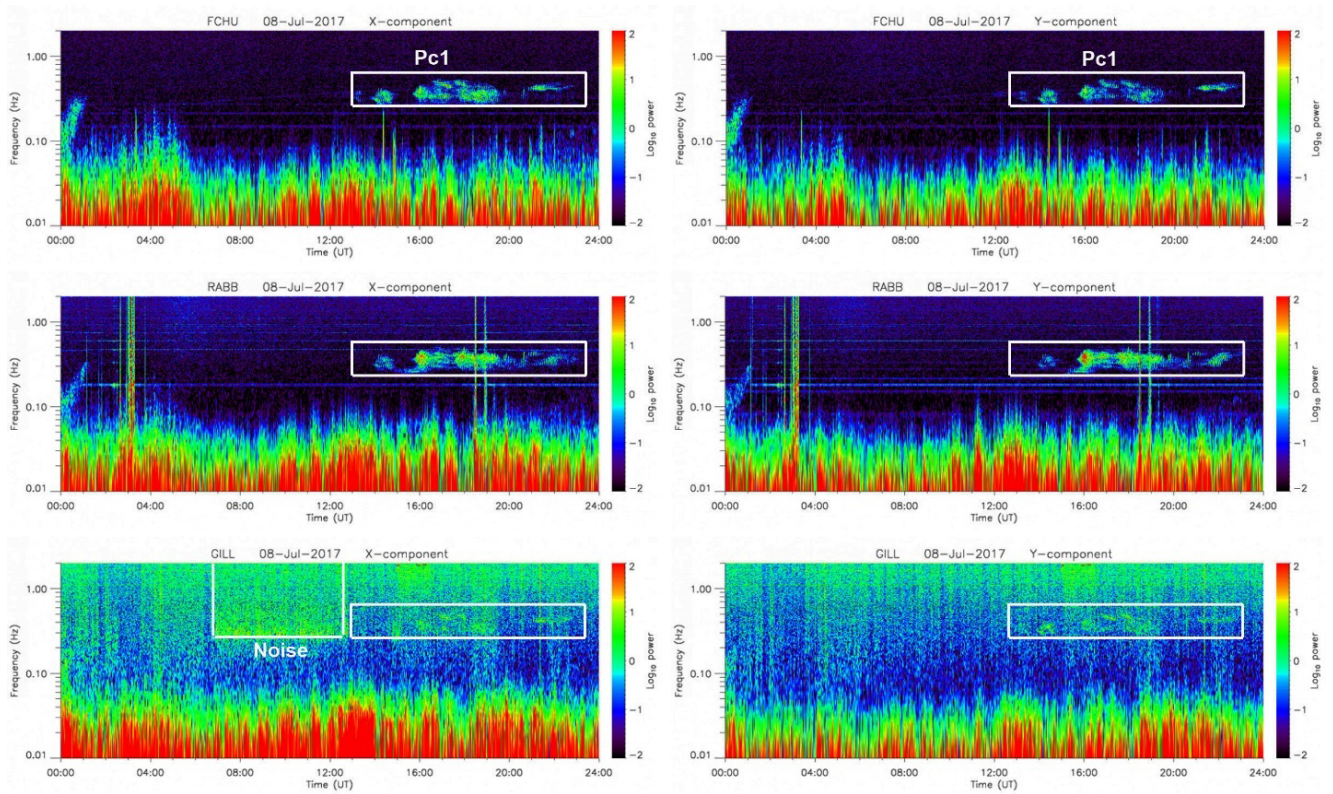 FCHU 08-Jul-2017 X-component
Pc1
Frequency (Hz)
1.00
0.10
0.01
00:00 04:00 08:00 12:00 16:00 20:00 24:00
Time (UT)
2
1
0
-1
-2
Log10 power
FCHU 08-Jul-2017 Y-component
Pc1
Frequency (Hz)
1.00
0.10
0.01
00:00 04:00 08:00 12:00 16:00 20:00 24:00
Time (UT)
2
1
0
-1
-2
Log10 power
RABB 08-Jul-2017 X-component
Frequency (Hz)
1.00
0.10
0.01
00:00 04:00 08:00 12:00 16:00 20:00 24:00
Time (UT)
2
1
0
-1
-2
Log10 power
RABB 08-Jul-2017 Y-component
Frequency (Hz)
1.00
0.10
0.01
00:00 04:00 08:00 12:00 16:00 20:00 24:00
Time (UT)
2
1
0
-1
-2
Log10 power
GILL 08-Jul-2017 X-component
Noise
Frequency (Hz)
1.00
0.10
0.01
00:00 04:00 08:00 12:00 16:00 20:00 24:00
Time (UT)
2
1
0
-1
-2
Log10 power
GILL 08-Jul-2017 Y-component
Frequency (Hz)
1.00
0.10
0.01
00:00 04:00 08:00 12:00 16:00 20:00 24:00
Time (UT)
2
1
0
-1
-2
Log10 power